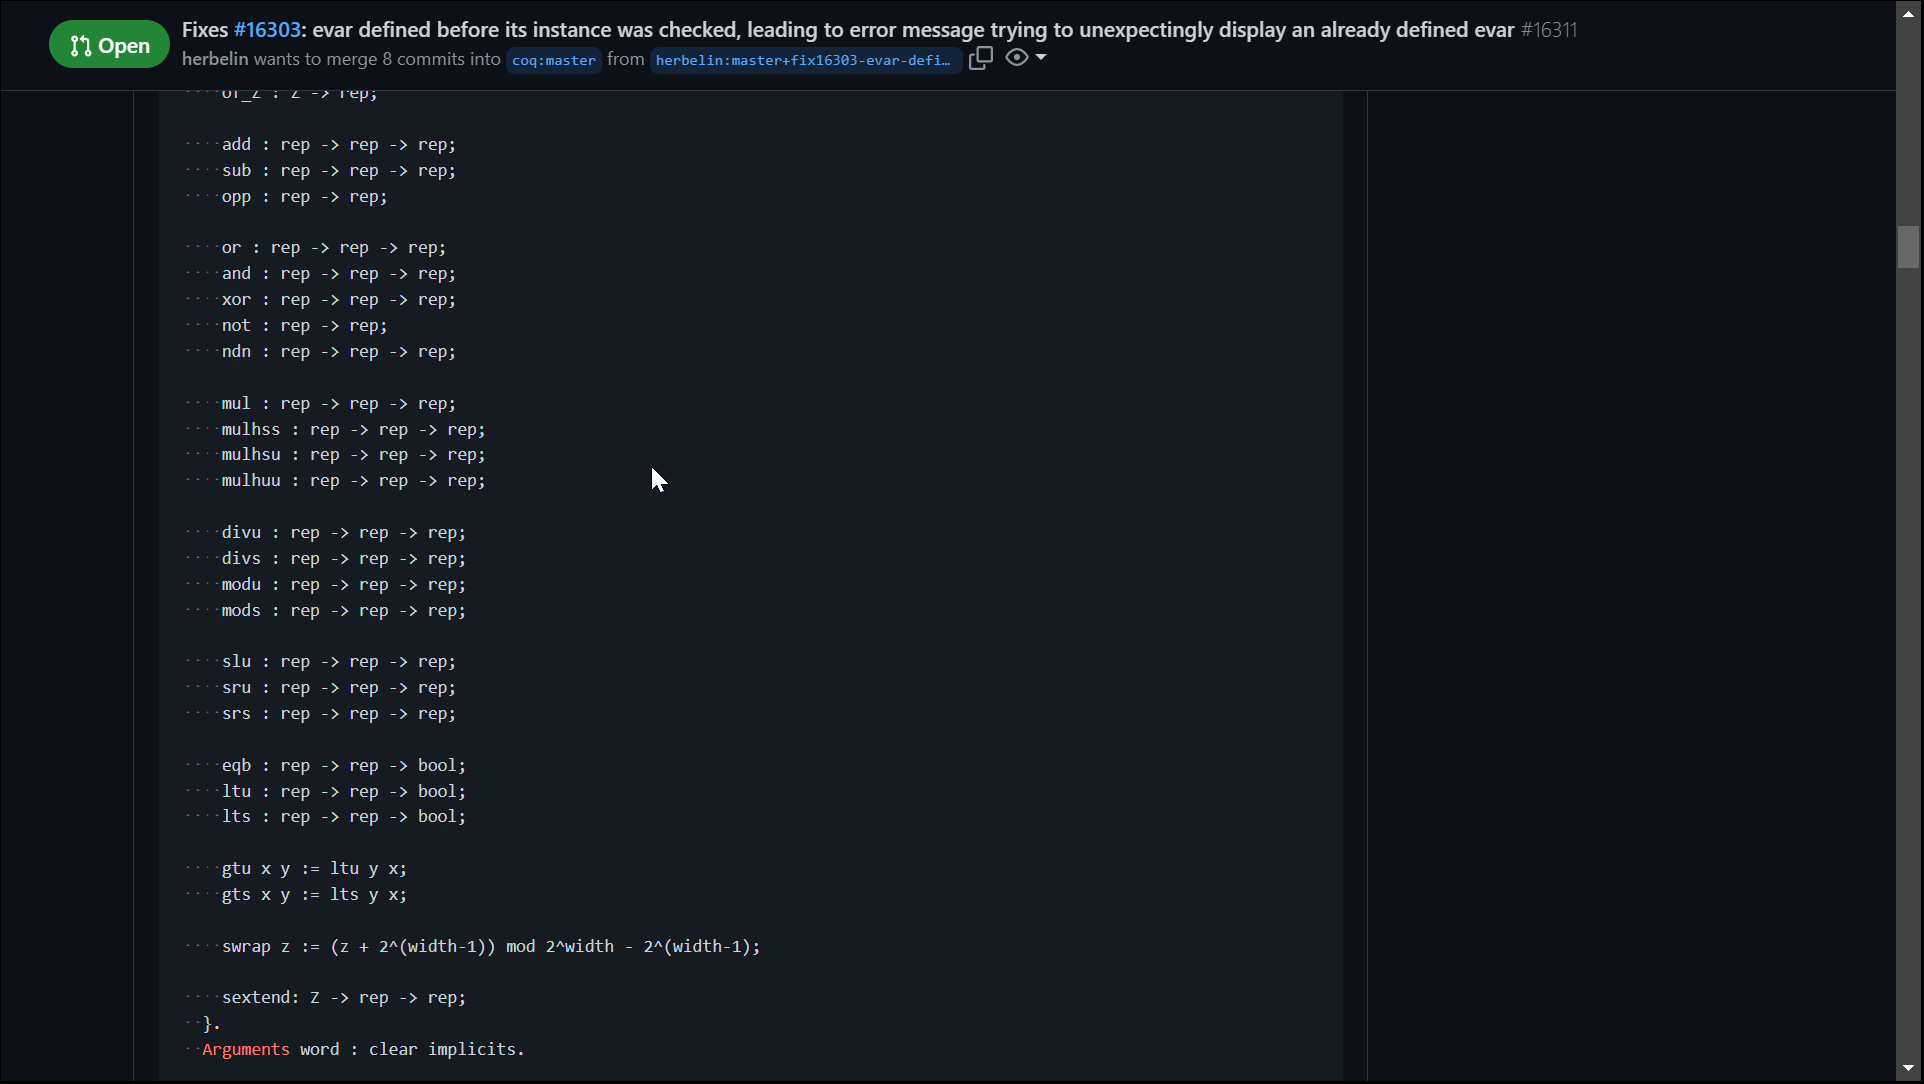 Open
Fixes #16303: evar defined before its instance was checked, leading to error message trying to unexpectingly display an already defined evar #16311
herbelin wants to merge 8 commits into coq:master from herbelin:master+fix16303-evar-defi…
of_Z : Z -> rep;
add : rep -> rep -> rep;
sub : rep -> rep -> rep;
opp : rep -> rep;
or : rep -> rep -> rep;
and : rep -> rep -> rep;
xor : rep -> rep -> rep;
not : rep -> rep;
ndn : rep -> rep -> rep;
mul : rep -> rep -> rep;
mulhss : rep -> rep -> rep;
mulhsu : rep -> rep -> rep;
mulhuu : rep -> rep -> rep;
divu : rep -> rep -> rep;
divs : rep -> rep -> rep;
modu : rep -> rep -> rep;
mods : rep -> rep -> rep;
slu : rep -> rep -> rep;
sru : rep -> rep -> rep;
srs : rep -> rep -> rep;
eqb : rep -> rep -> bool;
ltu : rep -> rep -> bool;
lts : rep -> rep -> bool;
gtu x y := ltu y x;
gts x y := lts y x;
swrap z := (z + 2^(width-1)) mod 2^width - 2^(width-1);
sextend: Z -> rep -> rep;
}.
Arguments word : clear implicits.